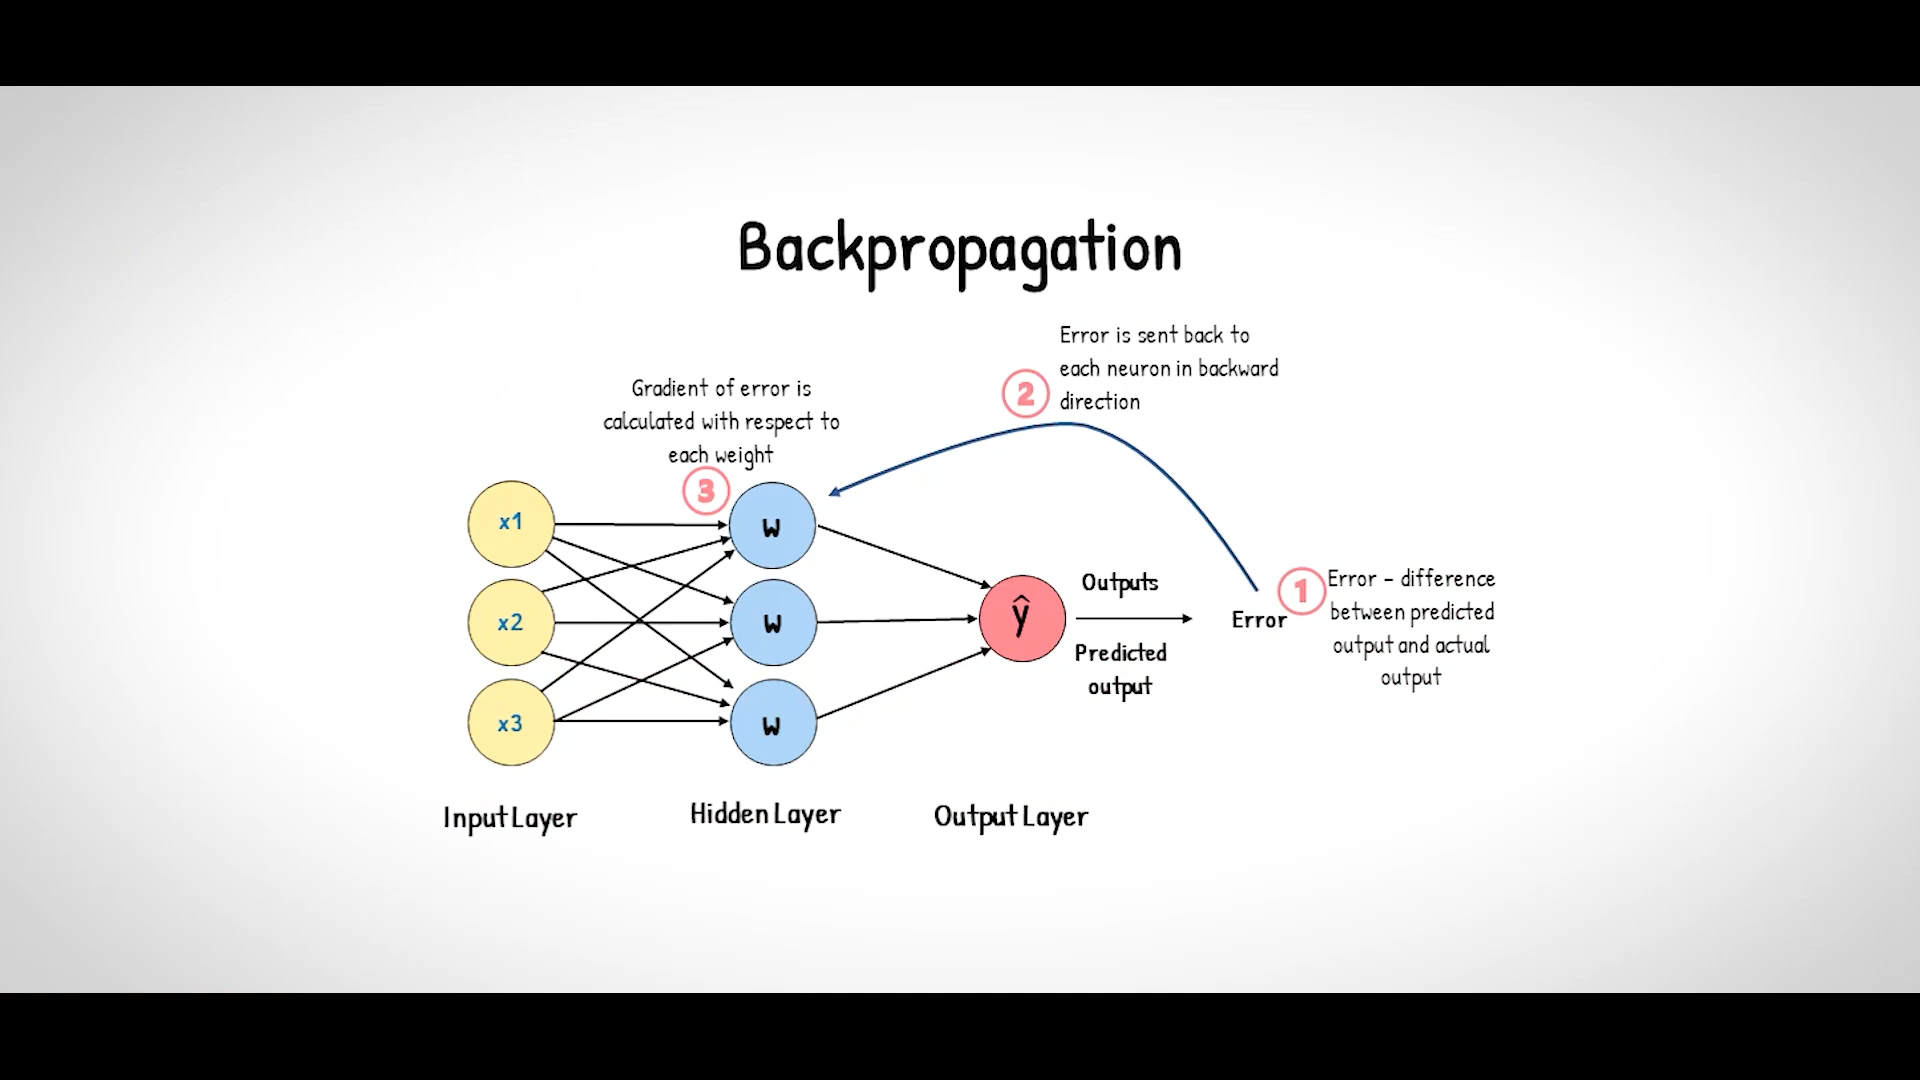 Backpropagation
Error is sent back to
each neuron in backward
direction
2
Gradient of error is
calculated with respect to
each weight
3
x1
w
x2
w
x3
w
ŷ
Outputs
Predicted
output
Error
1
Error - difference
between predicted
output and actual
output
Input Layer
Hidden Layer
Output Layer